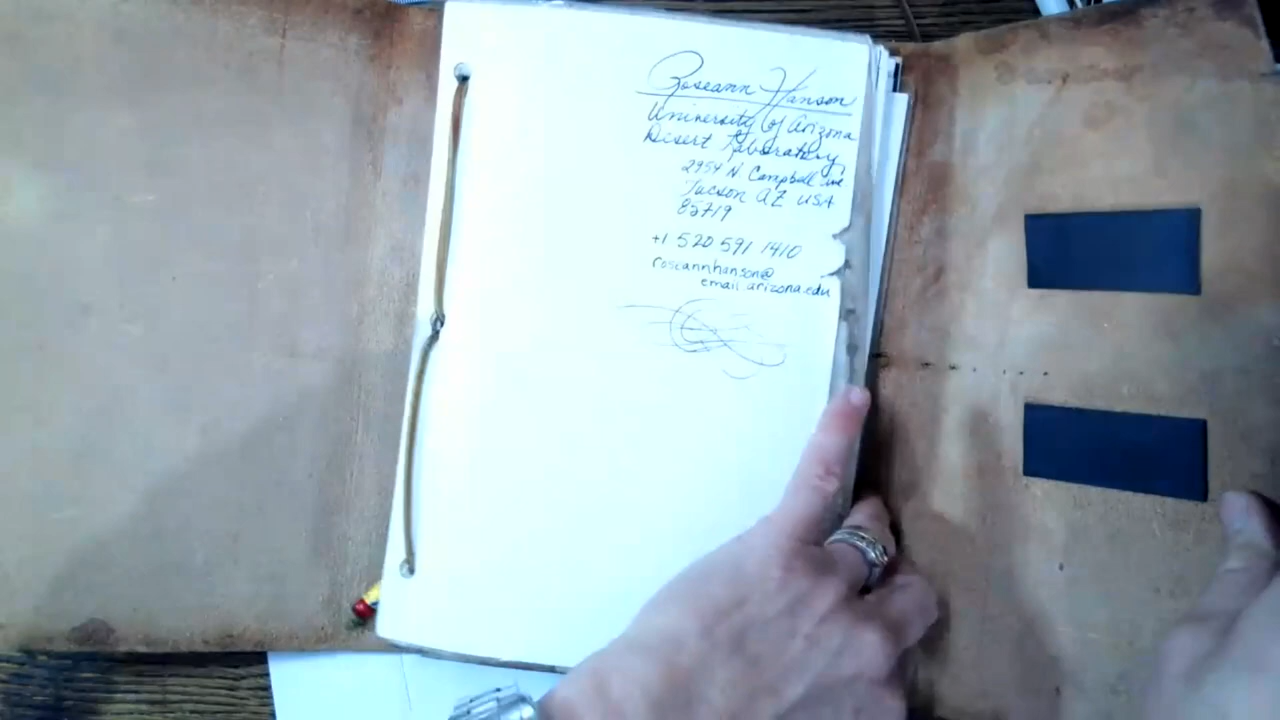 Roseann Hanson
University of Arizona
Desert Laboratory
2954 N Campbell Ave
Tucson AZ USA
85719
+1 520 591 1410
roseannhanson@
email.arizona.edu